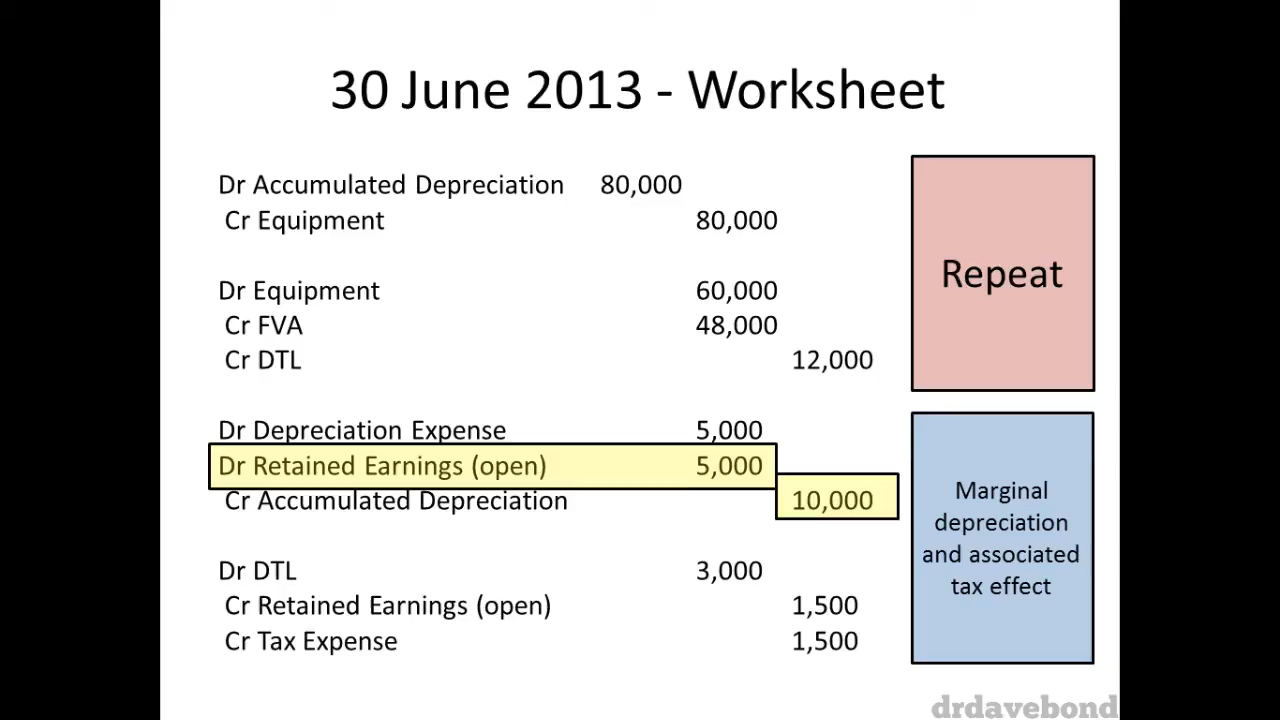 30 June 2013 - Worksheet
Dr Accumulated Depreciation 80,000
Cr Equipment 80,000
Dr Equipment 60,000
Cr FVA 48,000
Cr DTL 12,000
Repeat
Dr Depreciation Expense 5,000
Dr Retained Earnings (open) 5,000
Cr Accumulated Depreciation 10,000
Dr DTL 3,000
Cr Retained Earnings (open) 1,500
Cr Tax Expense 1,500
Marginal
depreciation
and associated
tax effect
drdavebond